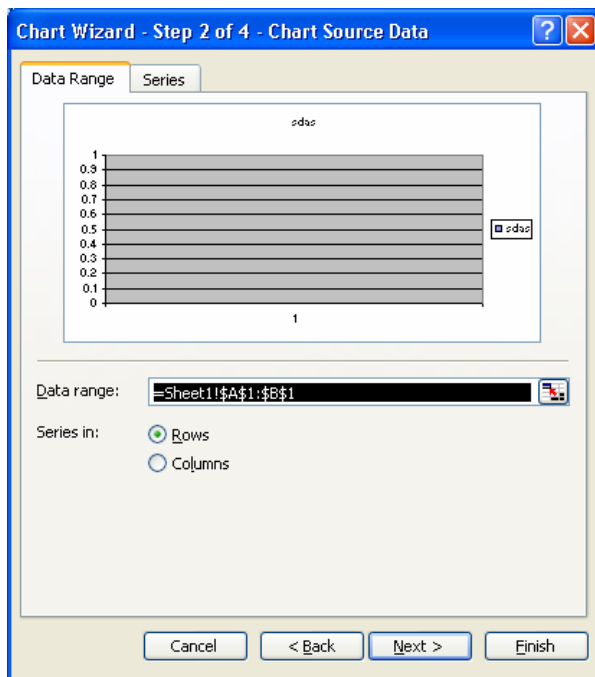 Chart Wizard - Step 2 of 4 - Chart Source Data
Data Range Series
sdas
1
0.9
0.8
0.7
0.6
0.5
0.4
0.3
0.2
0.1
0
sdas
1
Data range: =Sheet1!$A$1:$B$1
Series in: Rows
Columns
Cancel < Back Next > Finish